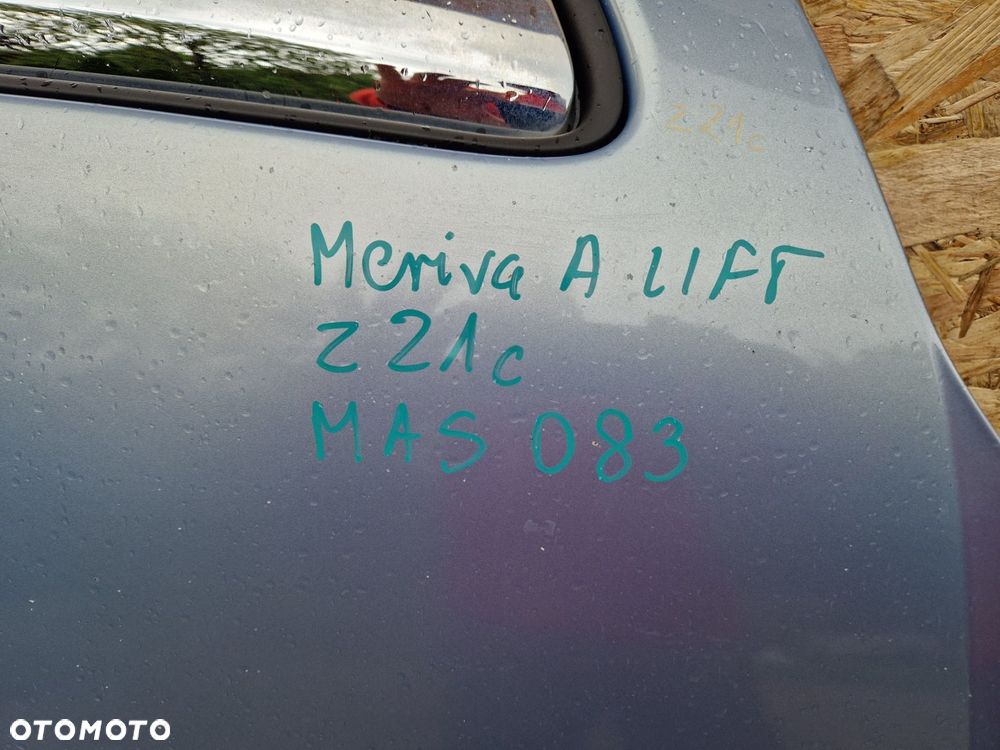 z21c
Meriva A LIFT
Z21c
MAS 083
OTOMOTO